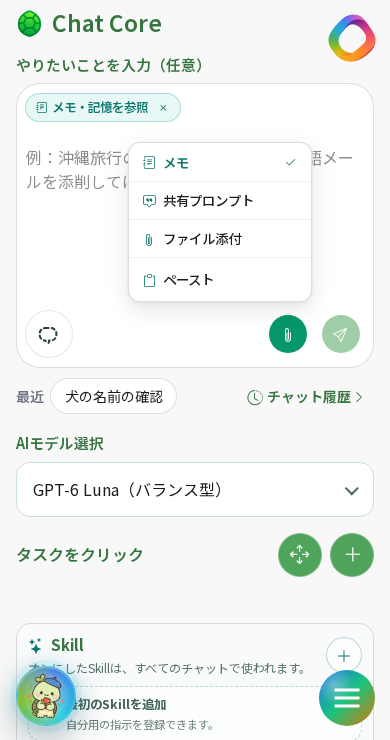 Chat Core
やりたいことを入力（任意）
メモ・記憶を参照 ×
例：沖縄旅行の
語メー
ルを添削して
メモ
共有プロンプト
ファイル添付
ペースト
最近 犬の名前の確認 チャット履歴
AIモデル選択
GPT-6 Luna（バランス型）
タスクをクリック
Skill
にしたSkillは、すべてのチャットで使われます。
最初のSkillを追加
自分用の指示を登録できます。